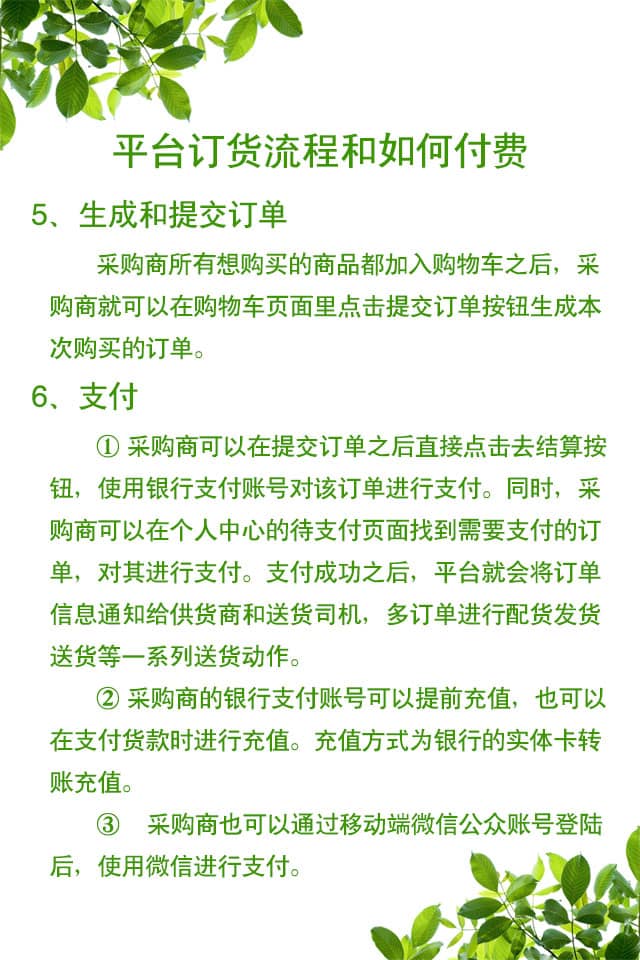 平台订货流程和如何付费
5、生成和提交订单
采购商所有想购买的商品都加入购物车之后，采
购商就可以在购物车页面里点击提交订单按钮生成本
次购买的订单。
6、支付
① 采购商可以在提交订单之后直接点击去结算按
钮，使用银行支付账号对该订单进行支付。同时，采
购商可以在个人中心的待支付页面找到需要支付的订
单，对其进行支付。支付成功之后，平台就会将订单
信息通知给供货商和送货司机，多订单进行配货发货
送货等一系列送货动作。
② 采购商的银行支付账号可以提前充值，也可以
在支付货款时进行充值。充值方式为银行的实体卡转
账充值。
③ 采购商也可以通过移动端微信公众账号登陆
后，使用微信进行支付。